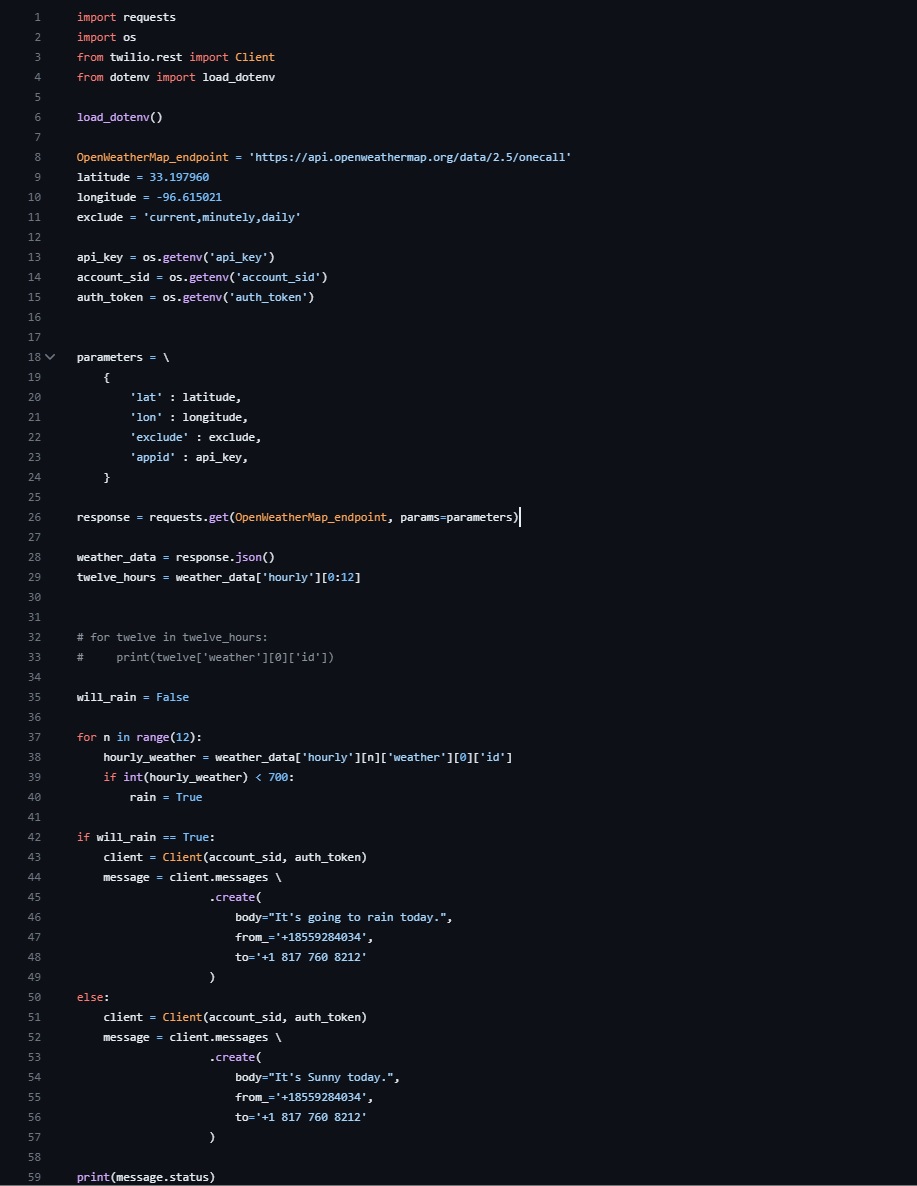 1 import requests
2 import os
3 from twilio.rest import Client
4 from dotenv import load_dotenv
5
6 load_dotenv()
7
8 OpenWeatherMap_endpoint = 'https://api.openweathermap.org/data/2.5/onecall'
9 latitude = 33.197960
10 longitude = -96.615021
11 exclude = 'current,minutely,daily'
12
13 api_key = os.getenv('api_key')
14 account_sid = os.getenv('account_sid')
15 auth_token = os.getenv('auth_token')
16
17
18 parameters = \
19     {
20         'lat' : latitude,
21         'lon' : longitude,
22         'exclude' : exclude,
23         'appid' : api_key,
24     }
25
26 response = requests.get(OpenWeatherMap_endpoint, params=parameters)
27
28 weather_data = response.json()
29 twelve_hours = weather_data['hourly'][0:12]
30
31
32 # for twelve in twelve_hours:
33 #     print(twelve['weather'][0]['id'])
34
35 will_rain = False
36
37 for n in range(12):
38     hourly_weather = weather_data['hourly'][n]['weather'][0]['id']
39     if int(hourly_weather) < 700:
40         rain = True
41
42 if will_rain == True:
43     client = Client(account_sid, auth_token)
44     message = client.messages \
45                     .create(
46                         body="It's going to rain today.",
47                         from_='+18559284034',
48                         to='+1 817 760 8212'
49                     )
50 else:
51     client = Client(account_sid, auth_token)
52     message = client.messages \
53                     .create(
54                         body="It's Sunny today.",
55                         from_='+18559284034',
56                         to='+1 817 760 8212'
57                     )
58
59 print(message.status)